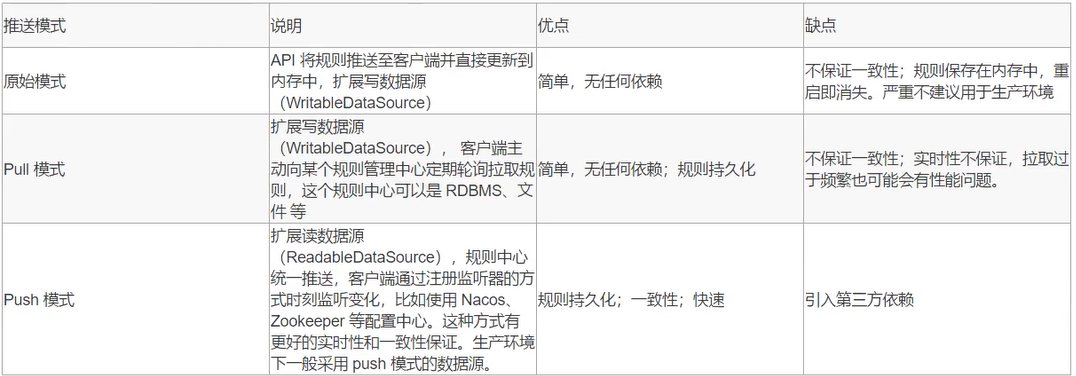 推送模式
说明
优点
缺点
原始模式
API 将规则推送至客户端并直接更新到
内存中，扩展写数据源
（WritableDataSource）
简单，无任何依赖
不保证一致性；规则保存在内存中，重
启即消失。严重不建议用于生产环境
Pull 模式
扩展写数据源
（WritableDataSource）， 客户端主
动向某个规则管理中心定期轮询拉取规
则，这个规则中心可以是 RDBMS、文
件 等
简单，无任何依赖；规则持久化
不保证一致性；实时性不保证，拉取过
于频繁也可能会有性能问题。
Push 模式
扩展读数据源
（ReadableDataSource），规则中心
统一推送，客户端通过注册监听器的方
式时刻监听变化，比如使用 Nacos、
Zookeeper 等配置中心。这种方式有
更好的实时性和一致性保证。生产环境
下一般采用 push 模式的数据源。
规则持久化；一致性；快速
引入第三方依赖